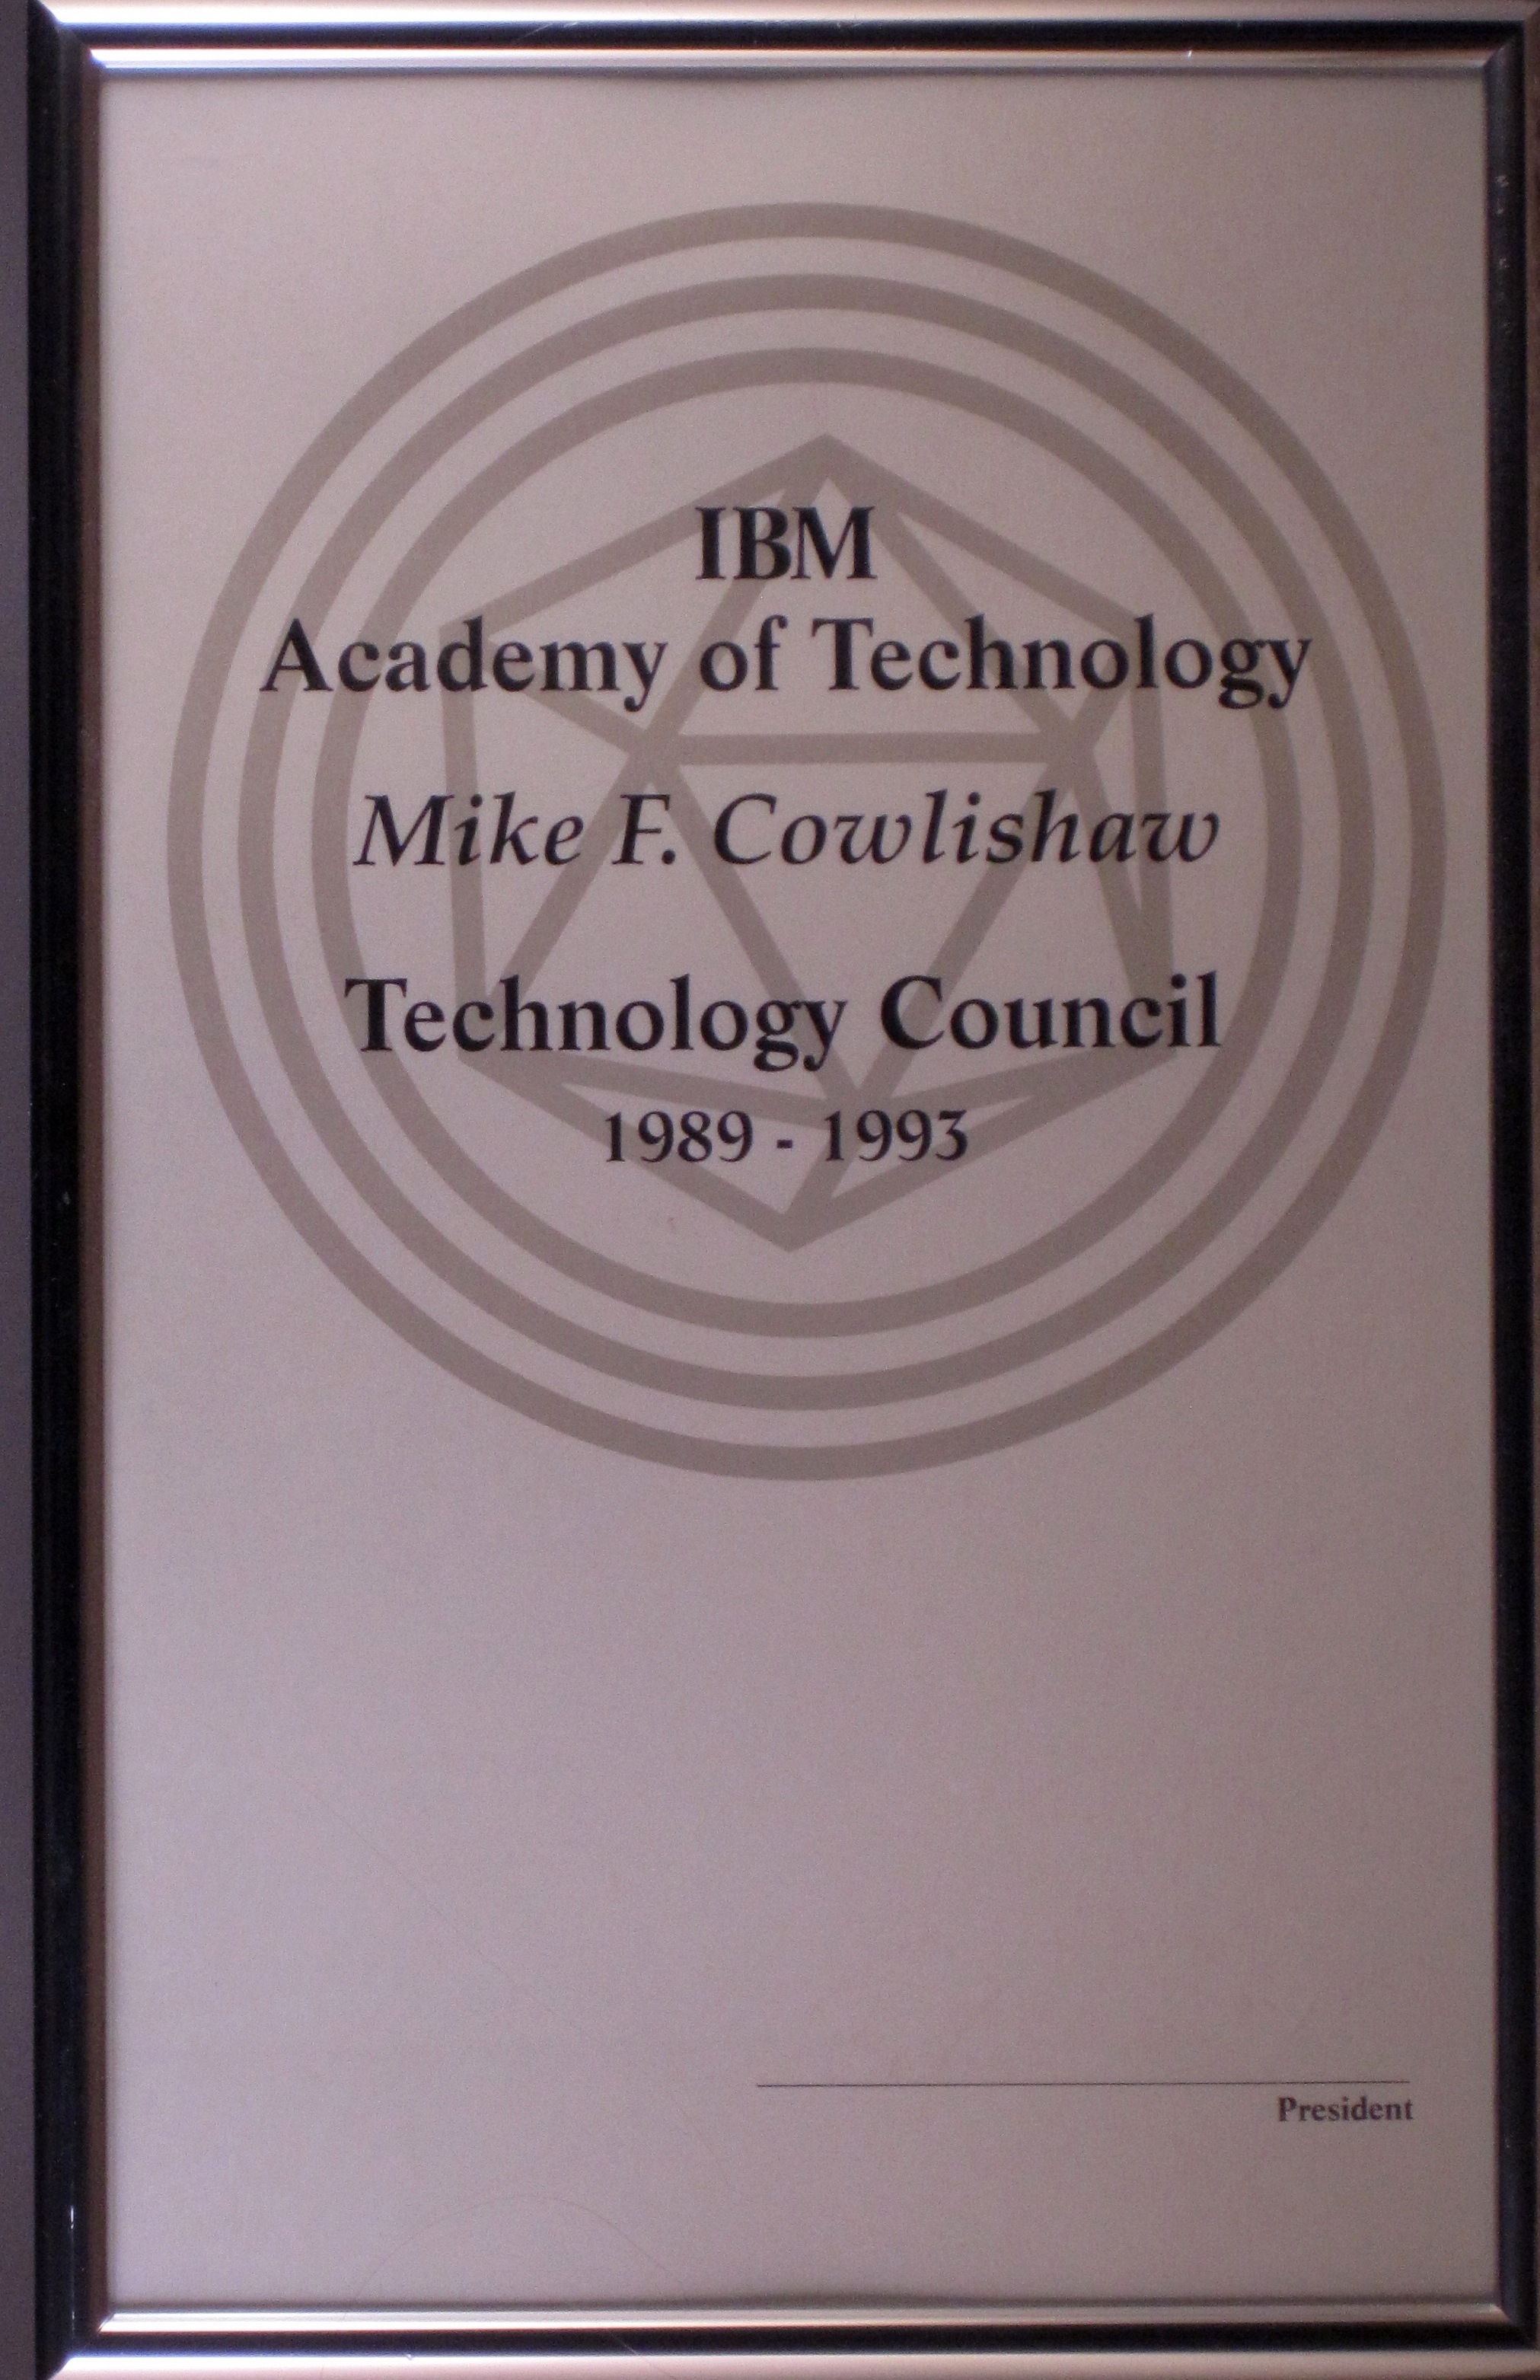 IBM
Academy of Technology
Mike F. Cowlishaw
Technology Council
1989 - 1993
President